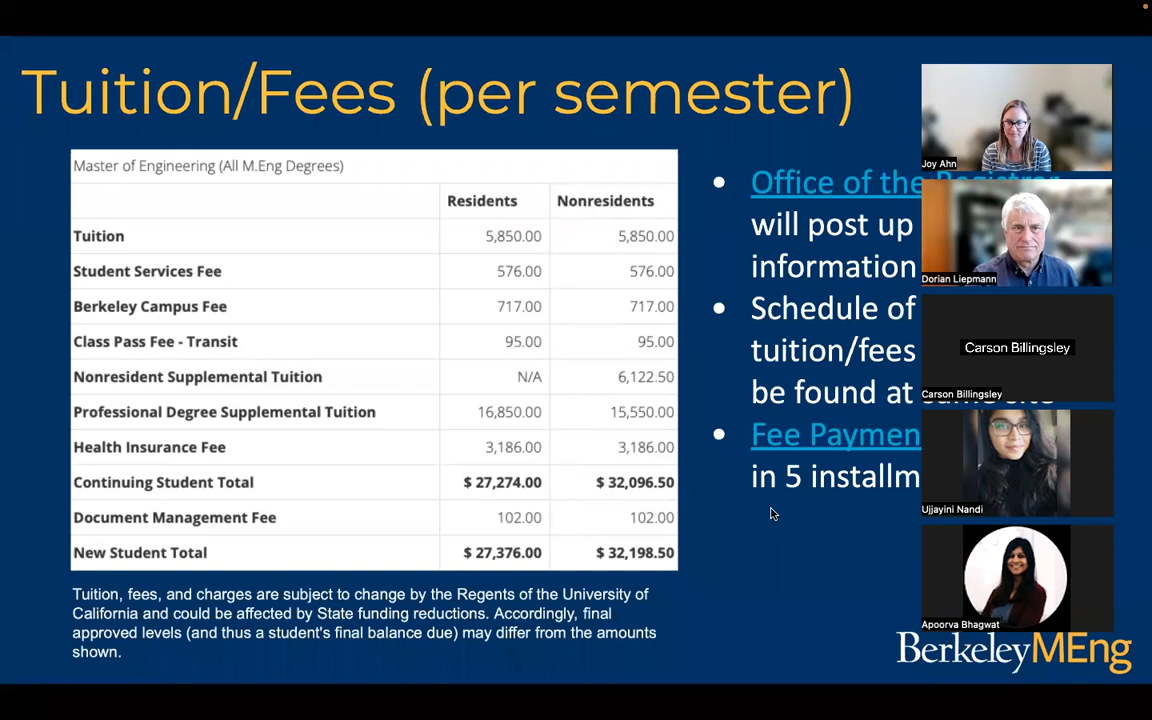 Tuition/Fees (per semester)
Master of Engineering (All M.Eng Degrees)
Residents Nonresidents
Tuition 5,850.00 5,850.00
Student Services Fee 576.00 576.00
Berkeley Campus Fee 717.00 717.00
Class Pass Fee - Transit 95.00 95.00
Nonresident Supplemental Tuition N/A 6,122.50
Professional Degree Supplemental Tuition 16,850.00 15,550.00
Health Insurance Fee 3,186.00 3,186.00
Continuing Student Total $ 27,274.00 $ 32,096.50
Document Management Fee 102.00 102.00
New Student Total $ 27,376.00 $ 32,198.50
Tuition, fees, and charges are subject to change by the Regents of the University of
California and could be affected by State funding reductions. Accordingly, final
approved levels (and thus a student's final balance due) may differ from the amounts
shown.
• Office of the Registrar
will post up
information
• Schedule of
tuition/fees
be found at same site
• Fee Paymen
in 5 installm
Joy Ahn
Dorian Liepmann
Carson Billingsley
Carson Billingsley
Ujjayini Nandi
Apoorva Bhagwat
BerkeleyMEng